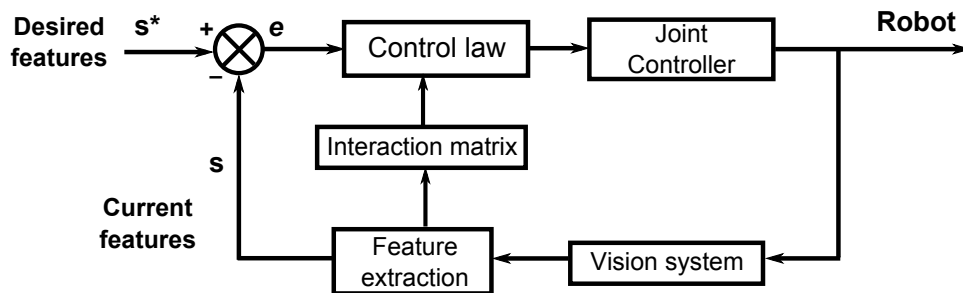 Desired
features
s*
+
−
e
Control law
Joint
Controller
Robot
Interaction matrix
s
Current
features
Feature
extraction
Vision system